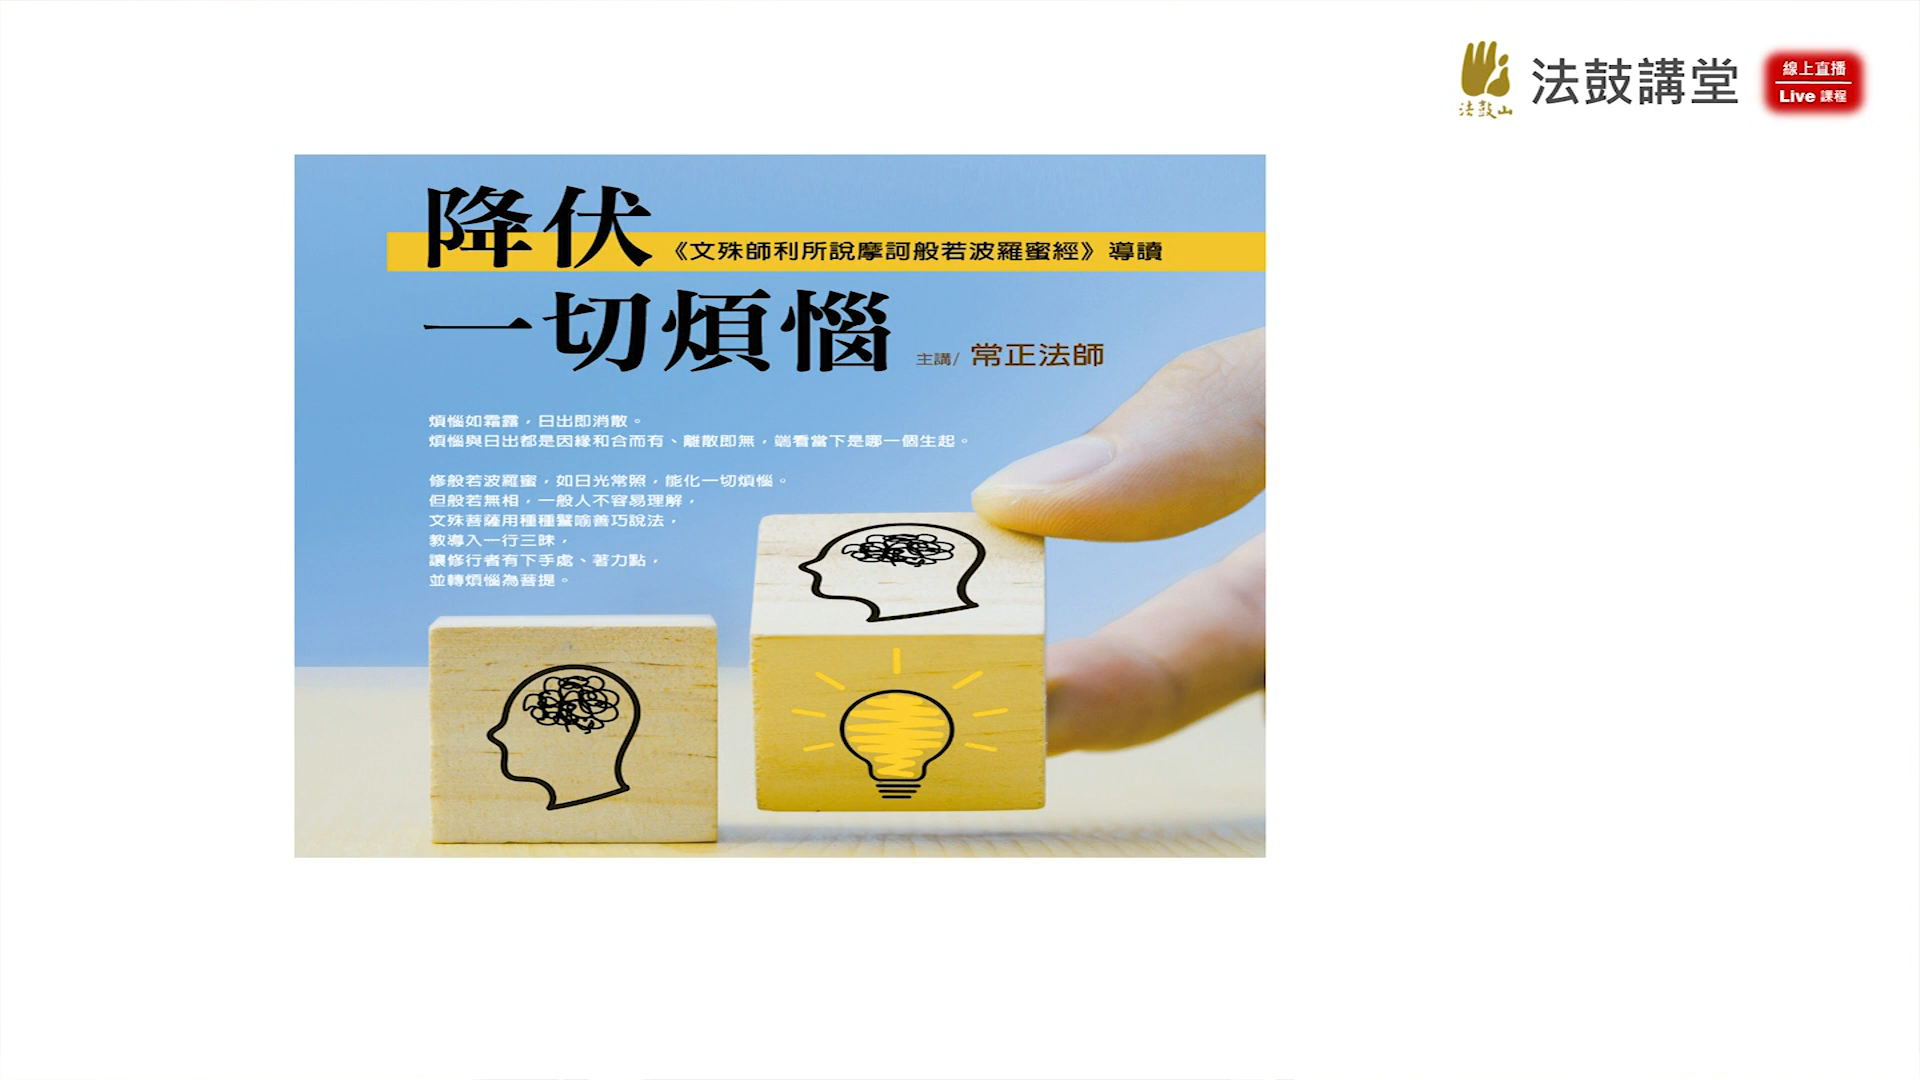 法鼓山
法鼓講堂
線上直播
Live 課程
降伏
《文殊師利所說摩訶般若波羅蜜經》導讀
一切煩惱
主講/ 常正法師
煩惱如霜露，日出即消散。
煩惱與日出都是因緣和合而有、離散即無，端看當下是哪一個生起。
修般若波羅蜜，如日光常照，能化一切煩惱。
但般若無相，一般人不容易理解，
文殊菩薩用種種譬喻善巧說法，
教導入一行三昧，
讓修行者有下手處、著力點，
並轉煩惱為菩提。